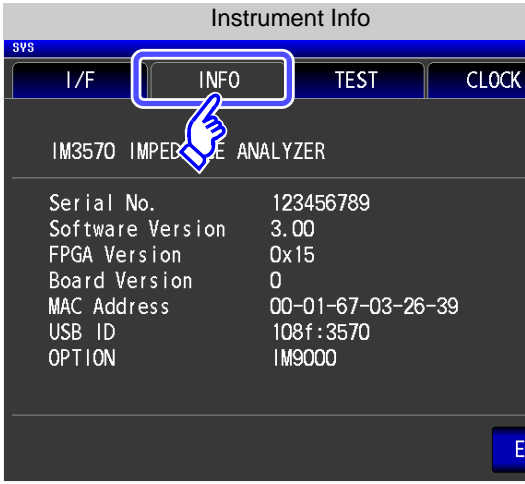 Instrument Info
SYS
I/F INFO TEST CLOCK
IM3570 IMPEDANCE ANALYZER
Serial No. 123456789
Software Version 3.00
FPGA Version 0x15
Board Version 0
MAC Address 00-01-67-03-26-39
USB ID 108f:3570
OPTION IM9000
E